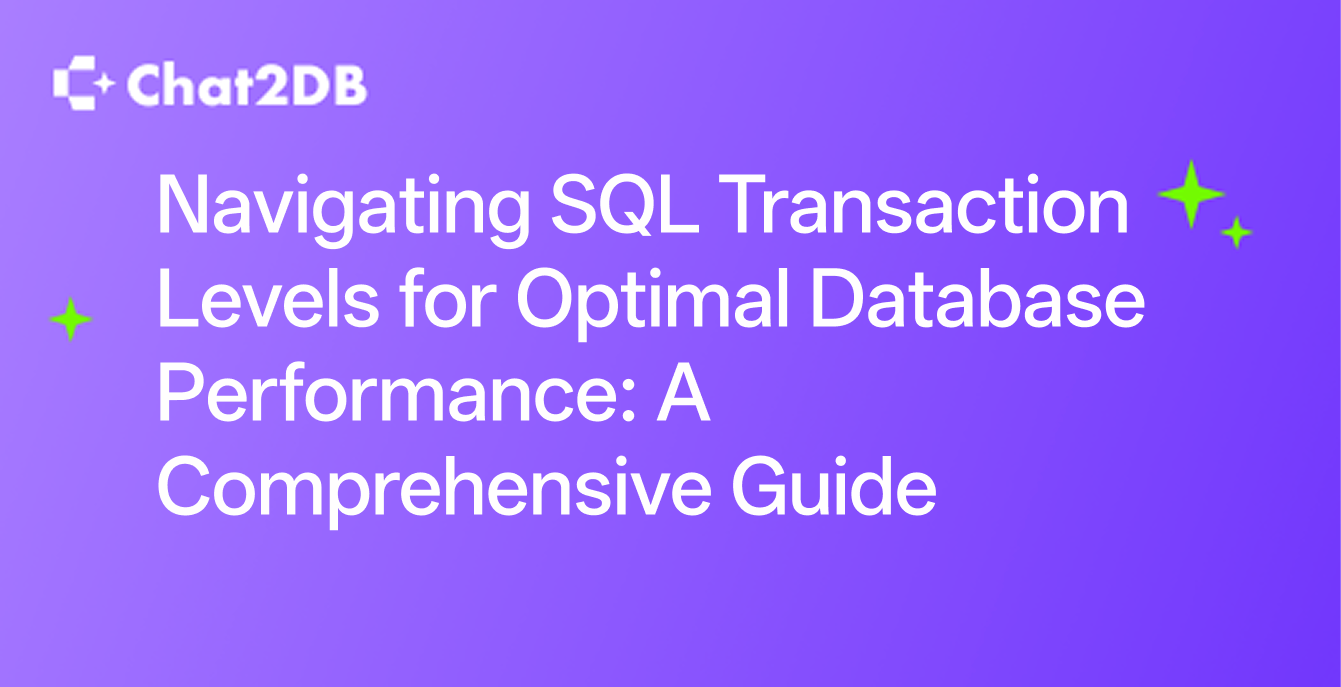 Chat2DB
Navigating SQL Transaction
Levels for Optimal Database
Performance: A
Comprehensive Guide